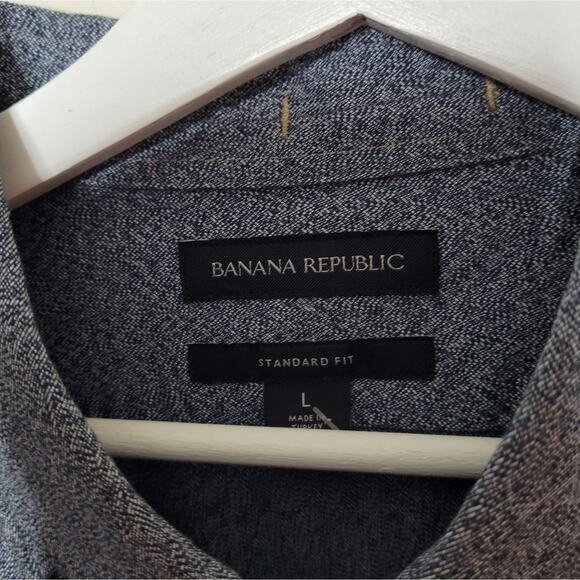 BANANA REPUBLIC
STANDARD FIT
L
MADE IN
TURKEY